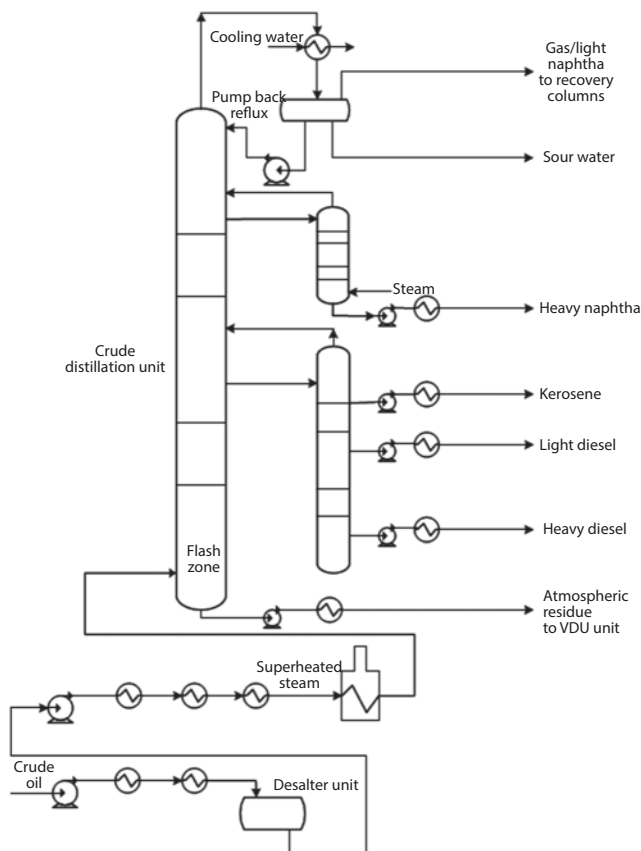 Cooling water
Gas/light
naphtha
to recovery
columns
Pump back
reflux
Sour water
Steam
Heavy naphtha
Crude
distillation unit
Kerosene
Light diesel
Heavy diesel
Flash
zone
Atmospheric
residue
to VDU unit
Superheated
steam
Crude
oil
Desalter unit